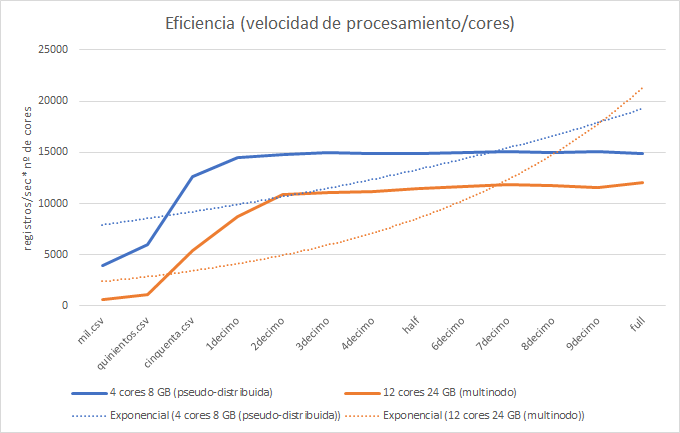 Eficiencia (velocidad de procesamiento/cores)
registros/sec * nº de cores
25000
20000
15000
10000
5000
0
mil.csv
quinientos.csv
cinquenta.csv
1decimo
2decimo
3decimo
4decimo
half
6decimo
7decimo
8decimo
9decimo
full
4 cores 8 GB (pseudo-distribuida) 12 cores 24 GB (multinodo)
Exponencial (4 cores 8 GB (pseudo-distribuida)) Exponencial (12 cores 24 GB (multinodo))